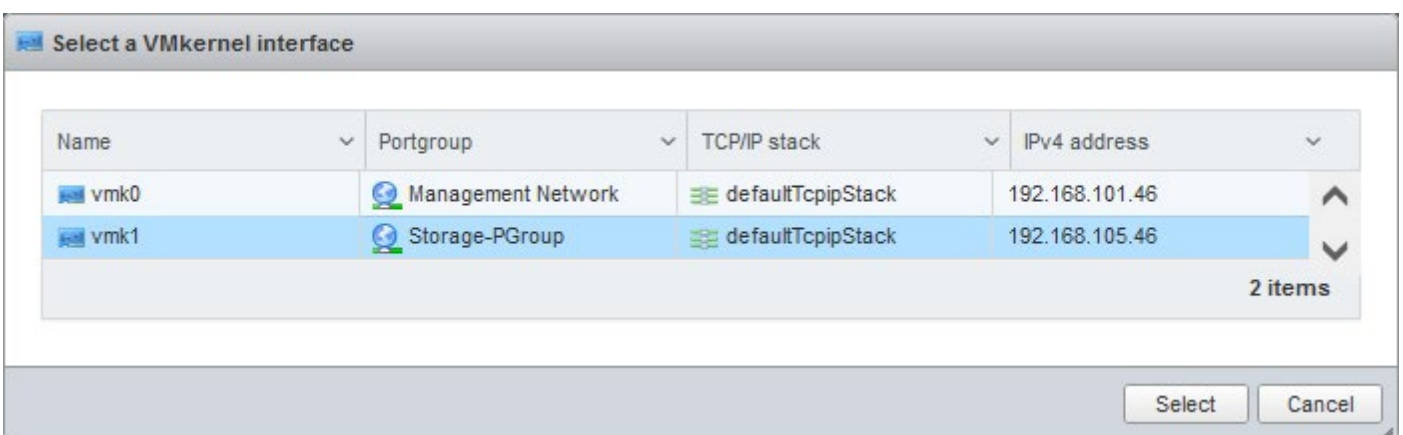 Select a VMkernel interface
Name Portgroup TCP/IP stack IPv4 address
vmk0 Management Network defaultTcpipStack 192.168.101.46
vmk1 Storage-PGroup defaultTcpipStack 192.168.105.46
2 items
Select Cancel